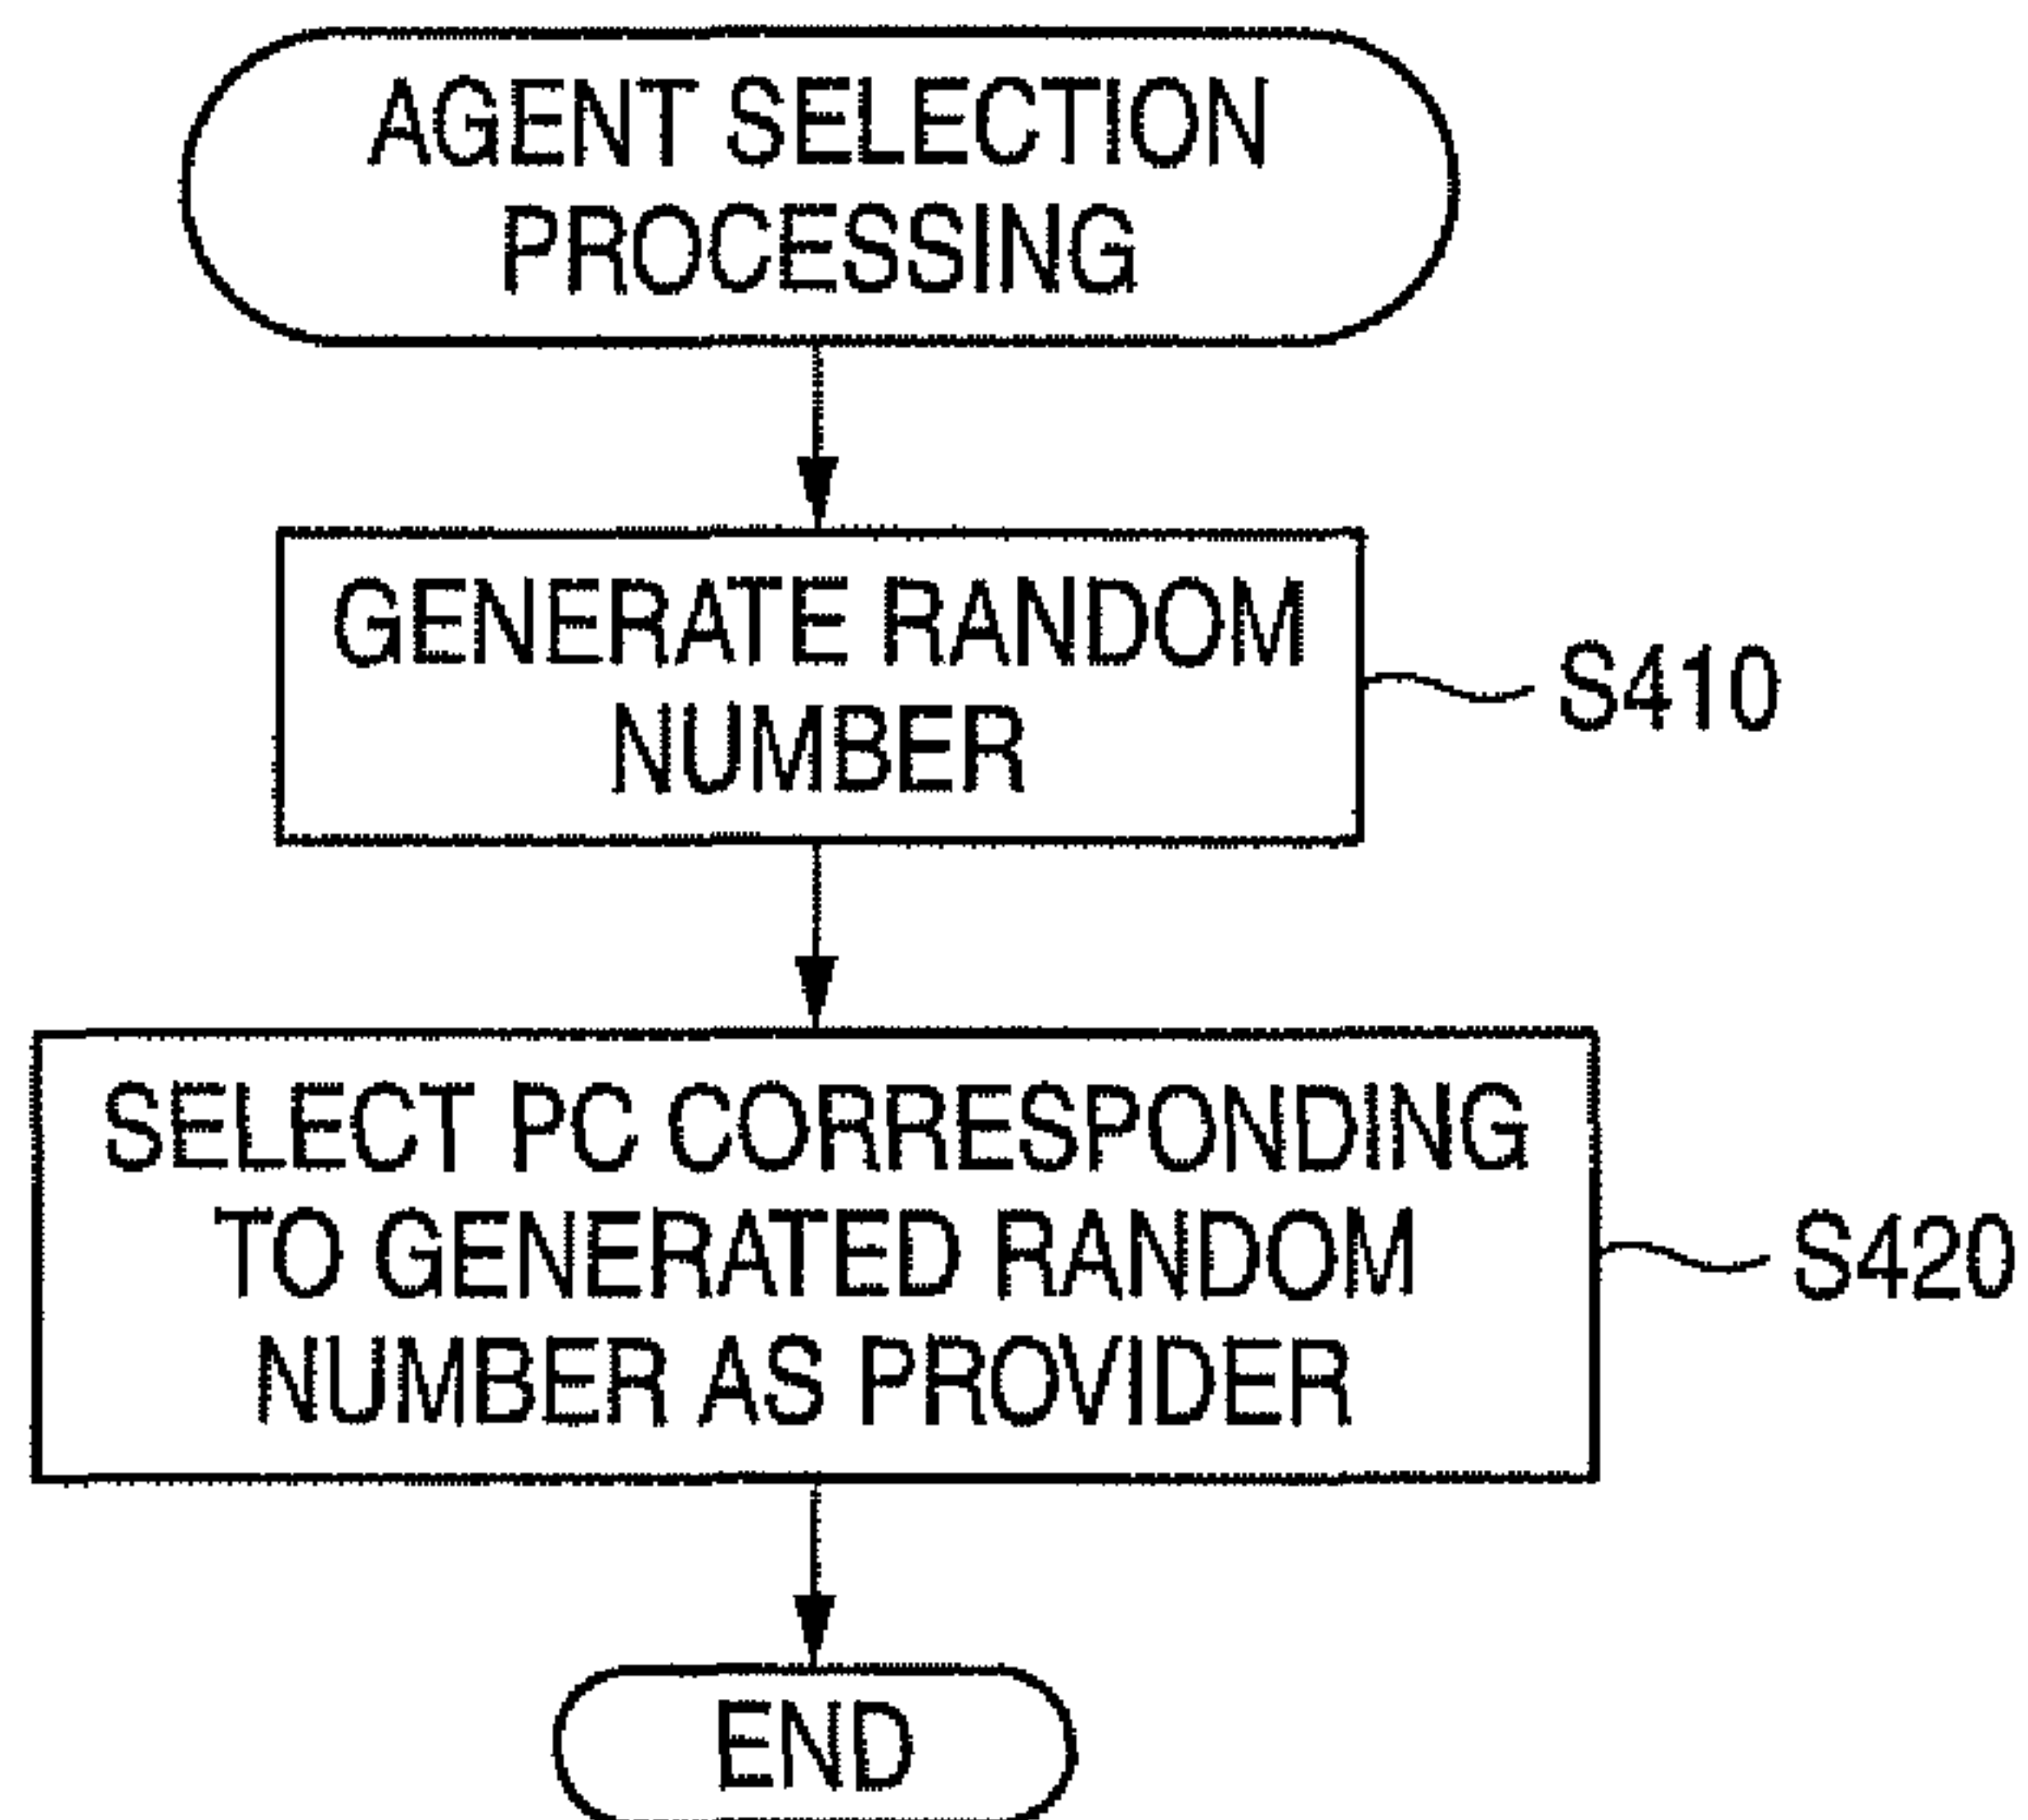 AGENT SELECTION
PROCESSING
GENERATE RANDOM
NUMBER
S410
SELECT PC CORRESPONDING
TO GENERATED RANDOM
NUMBER AS PROVIDER
S420
END